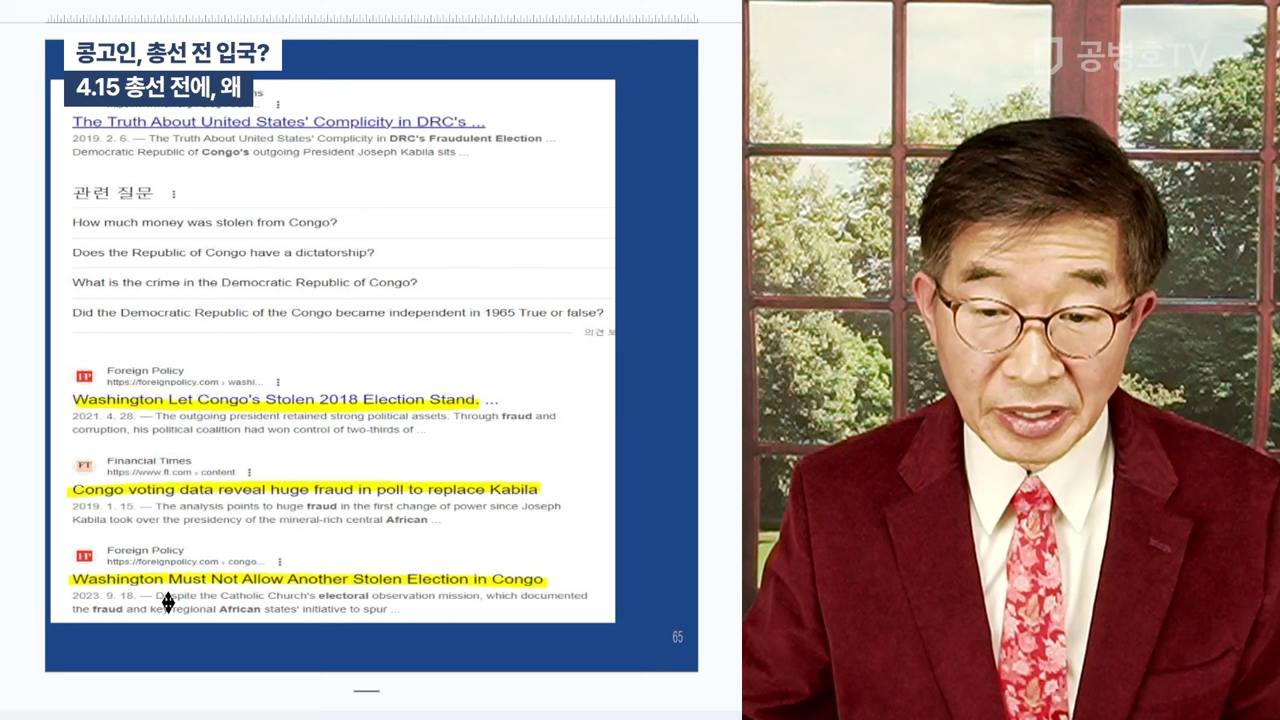 콩고인, 총선 전 입국?
4.15 총선 전에, 왜
공병호TV
The Truth About United States' Complicity in DRC's ...
2019. 2. 6. — The Truth About United States' Complicity in DRC's Fraudulent Election ...
Democratic Republic of Congo's outgoing President Joseph Kabila sits ...
관련 질문
How much money was stolen from Congo?
Does the Republic of Congo have a dictatorship?
What is the crime in the Democratic Republic of Congo?
Did the Democratic Republic of the Congo became independent in 1965 True or false?
의견
Foreign Policy
https://foreignpolicy.com › washi...
Washington Let Congo's Stolen 2018 Election Stand. ...
2021. 4. 28. — The outgoing president retained strong political assets. Through fraud and
corruption, his political coalition had won control of two-thirds of ...
FT
Financial Times
https://www.ft.com › content
Congo voting data reveal huge fraud in poll to replace Kabila
2019. 1. 15. — The analysis points to huge fraud in the first change of power since Joseph
Kabila took over the presidency of the mineral-rich central African ...
Foreign Policy
https://foreignpolicy.com › congo...
Washington Must Not Allow Another Stolen Election in Congo
2023. 9. 18. — Despite the Catholic Church's electoral observation mission, which documented
the fraud and key regional African states' initiative to spur ...
65